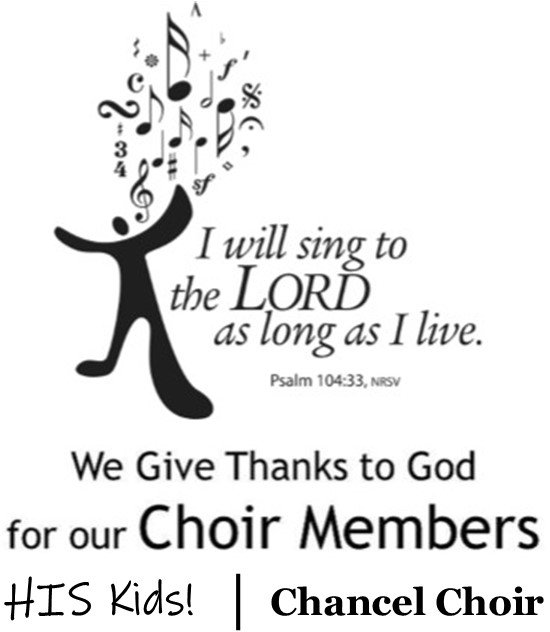 I will sing to
the LORD
as long as I live.
Psalm 104:33, NRSV
We Give Thanks to God
for our Choir Members
HIS Kids! | Chancel Choir